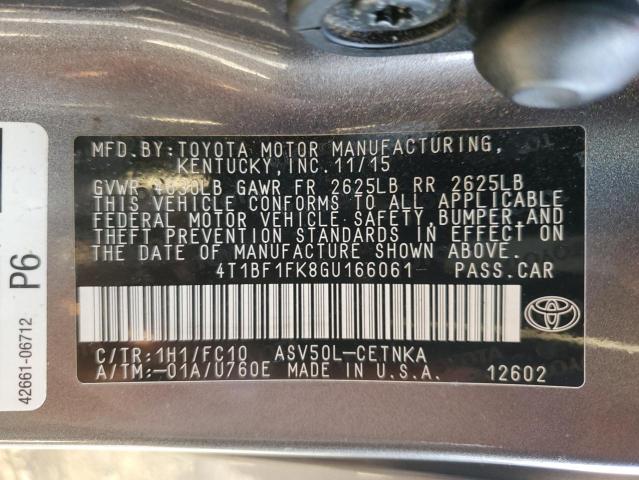 MFD.BY:TOYOTA MOTOR MANUFACTURING,
KENTUCKY,INC.11/15
GVWR 4630LB GAWR FR 2625LB RR 2625LB
THIS VEHICLE CONFORMS TO ALL APPLICABLE
FEDERAL MOTOR VEHICLE SAFETY,BUMPER,AND
THEFT PREVENTION STANDARDS IN EFFECT ON
THE DATE OF MANUFACTURE SHOWN ABOVE.
4T1BF1FK8GU166061 PASS.CAR
C/TR:1H1/FC10 ASV50L-CETNKA
A/TM:-01A/U760E MADE IN U.S.A.
12602
P6
42661-06712